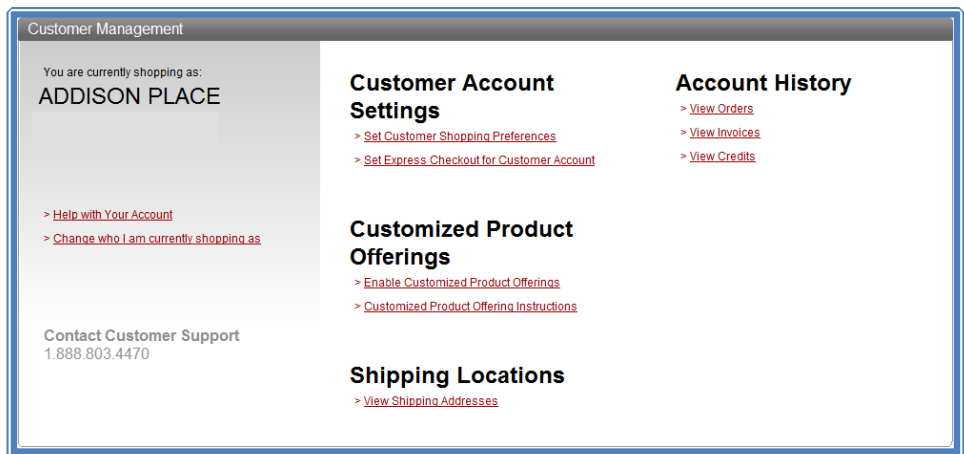 Customer Management
You are currently shopping as:
ADDISON PLACE
> Help with Your Account
> Change who I am currently shopping as
Contact Customer Support
1.888.803.4470
Customer Account
Settings
> Set Customer Shopping Preferences
> Set Express Checkout for Customer Account
Customized Product
Offerings
> Enable Customized Product Offerings
> Customized Product Offering Instructions
Shipping Locations
> View Shipping Addresses
Account History
> View Orders
> View Invoices
> View Credits